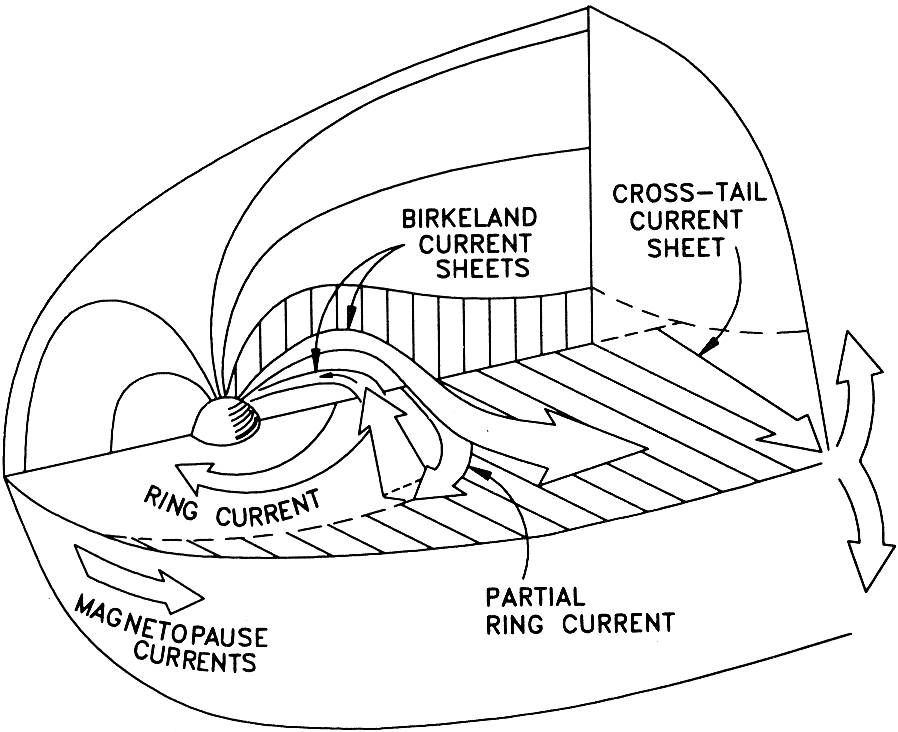 BIRKELAND
CURRENT
SHEETS
CROSS-TAIL
CURRENT
SHEET
RING CURRENT
MAGNETOPAUSE
CURRENTS
PARTIAL
RING CURRENT